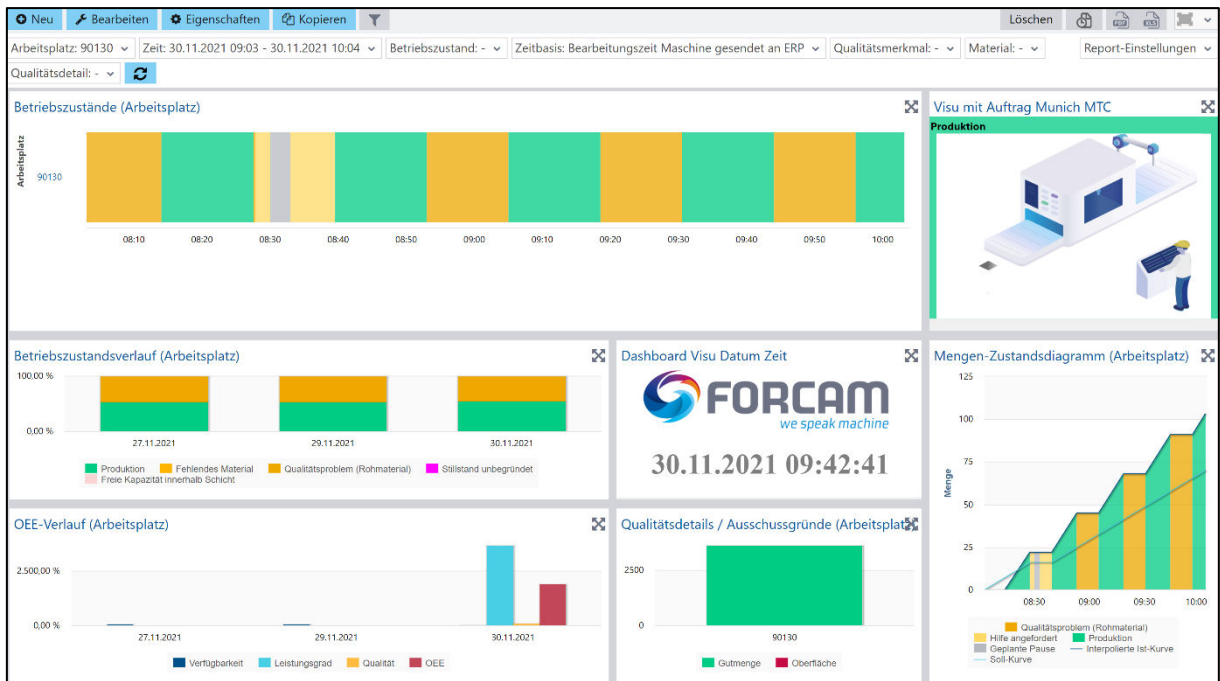 Neu Bearbeiten Eigenschaften Kopieren Löschen PDF XLS
Arbeitsplatz: 90130 Zeit: 30.11.2021 09:03 - 30.11.2021 10:04 Betriebszustand: - Zeitbasis: Bearbeitungszeit Maschine gesendet an ERP Qualitätsmerkmal: - Material: - Report-Einstellungen
Qualitätsdetail: -
Betriebszustände (Arbeitsplatz)
Arbeitsplatz
90130
08:10 08:20 08:30 08:40 08:50 09:00 09:10 09:20 09:30 09:40 09:50 10:00
Visu mit Auftrag Munich MTC
Produktion
Betriebszustandsverlauf (Arbeitsplatz)
100,00 %
0,00 %
27.11.2021 29.11.2021 30.11.2021
Produktion Fehlendes Material Qualitätsproblem (Rohmaterial) Stillstand unbegründet
Freie Kapazität innerhalb Schicht
Dashboard Visu Datum Zeit
FORCAM
we speak machine
30.11.2021 09:42:41
Mengen-Zustandsdiagramm (Arbeitsplatz)
125
100
75
50
25
0
Menge
08:30 09:00 09:30 10:00
Qualitätsproblem (Rohmaterial)
Hilfe angefordert Produktion
Geplante Pause Interpolierte Ist-Kurve
Soll-Kurve
OEE-Verlauf (Arbeitsplatz)
2.500,00 %
0,00 %
27.11.2021 29.11.2021 30.11.2021
Verfügbarkeit Leistungsgrad Qualität OEE
Qualitätsdetails / Ausschussgründe (Arbeitsplatz)
2500
0
90130
Gutmenge Oberfläche